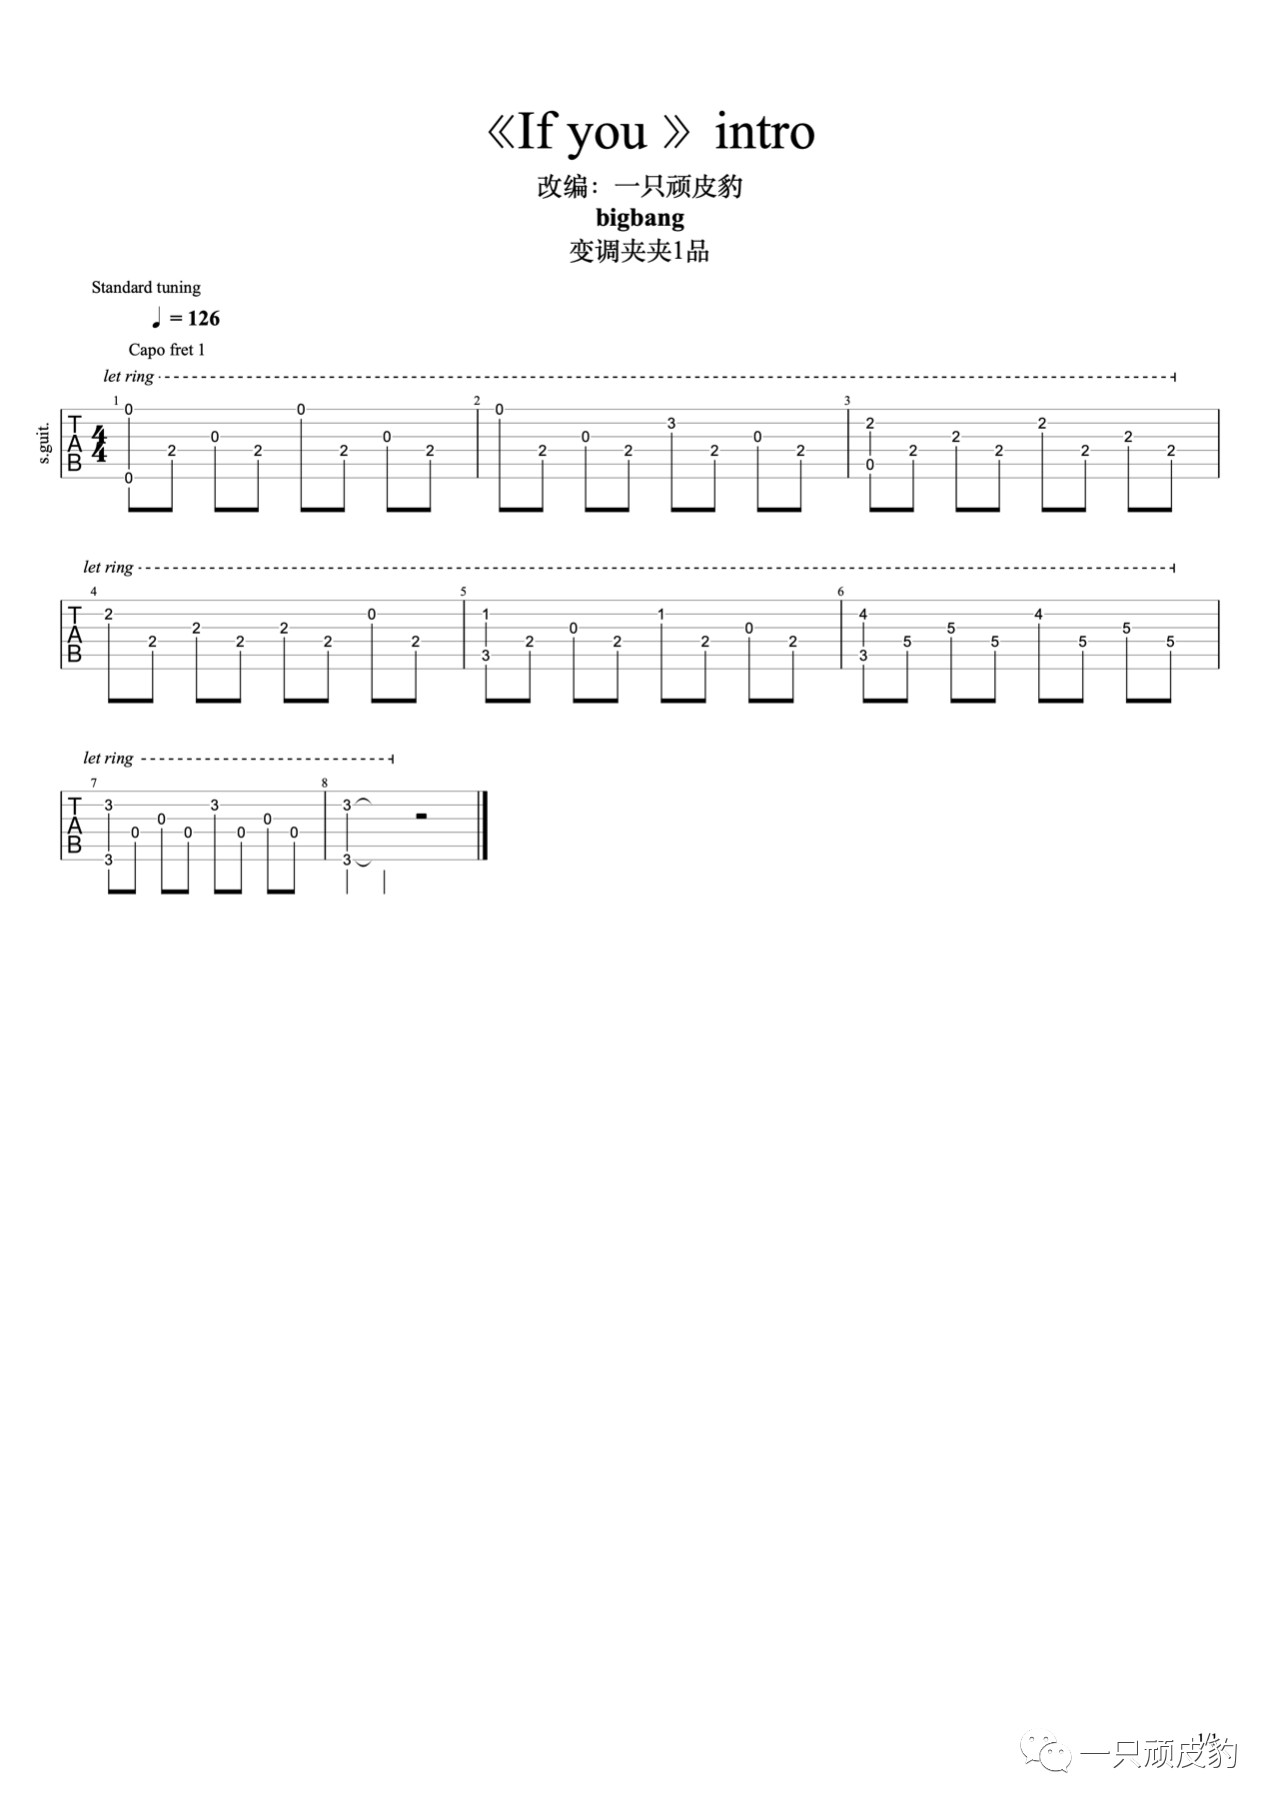 《If you 》 intro
改编：一只顽皮豹
bigbang
变调夹夹1品
Standard tuning
♩ = 126
Capo fret 1
let ring
1 2 3
s.guit.
T A B
4/4
0 0 2 0 2 0 2 0 2
0 2 0 2 3 2 0 2
2 0 2 2 2 2 2 2 2
let ring
4 5 6
T A B
2 2 2 2 2 2 0 2
1 3 2 0 2 1 2 0 2
4 3 5 5 5 4 5 5 5
let ring
7 8
T A B
3 3 0 0 0 3 0 0 0
3 3
1/1
一只顽皮豹